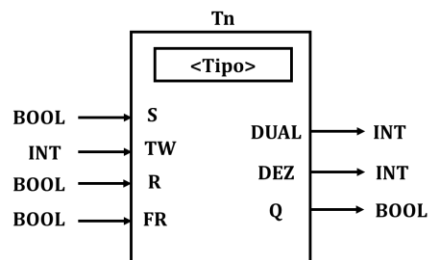 Tn
<Tipo>
BOOL S
DUAL INT
INT TW
DEZ INT
BOOL R
Q BOOL
BOOL FR